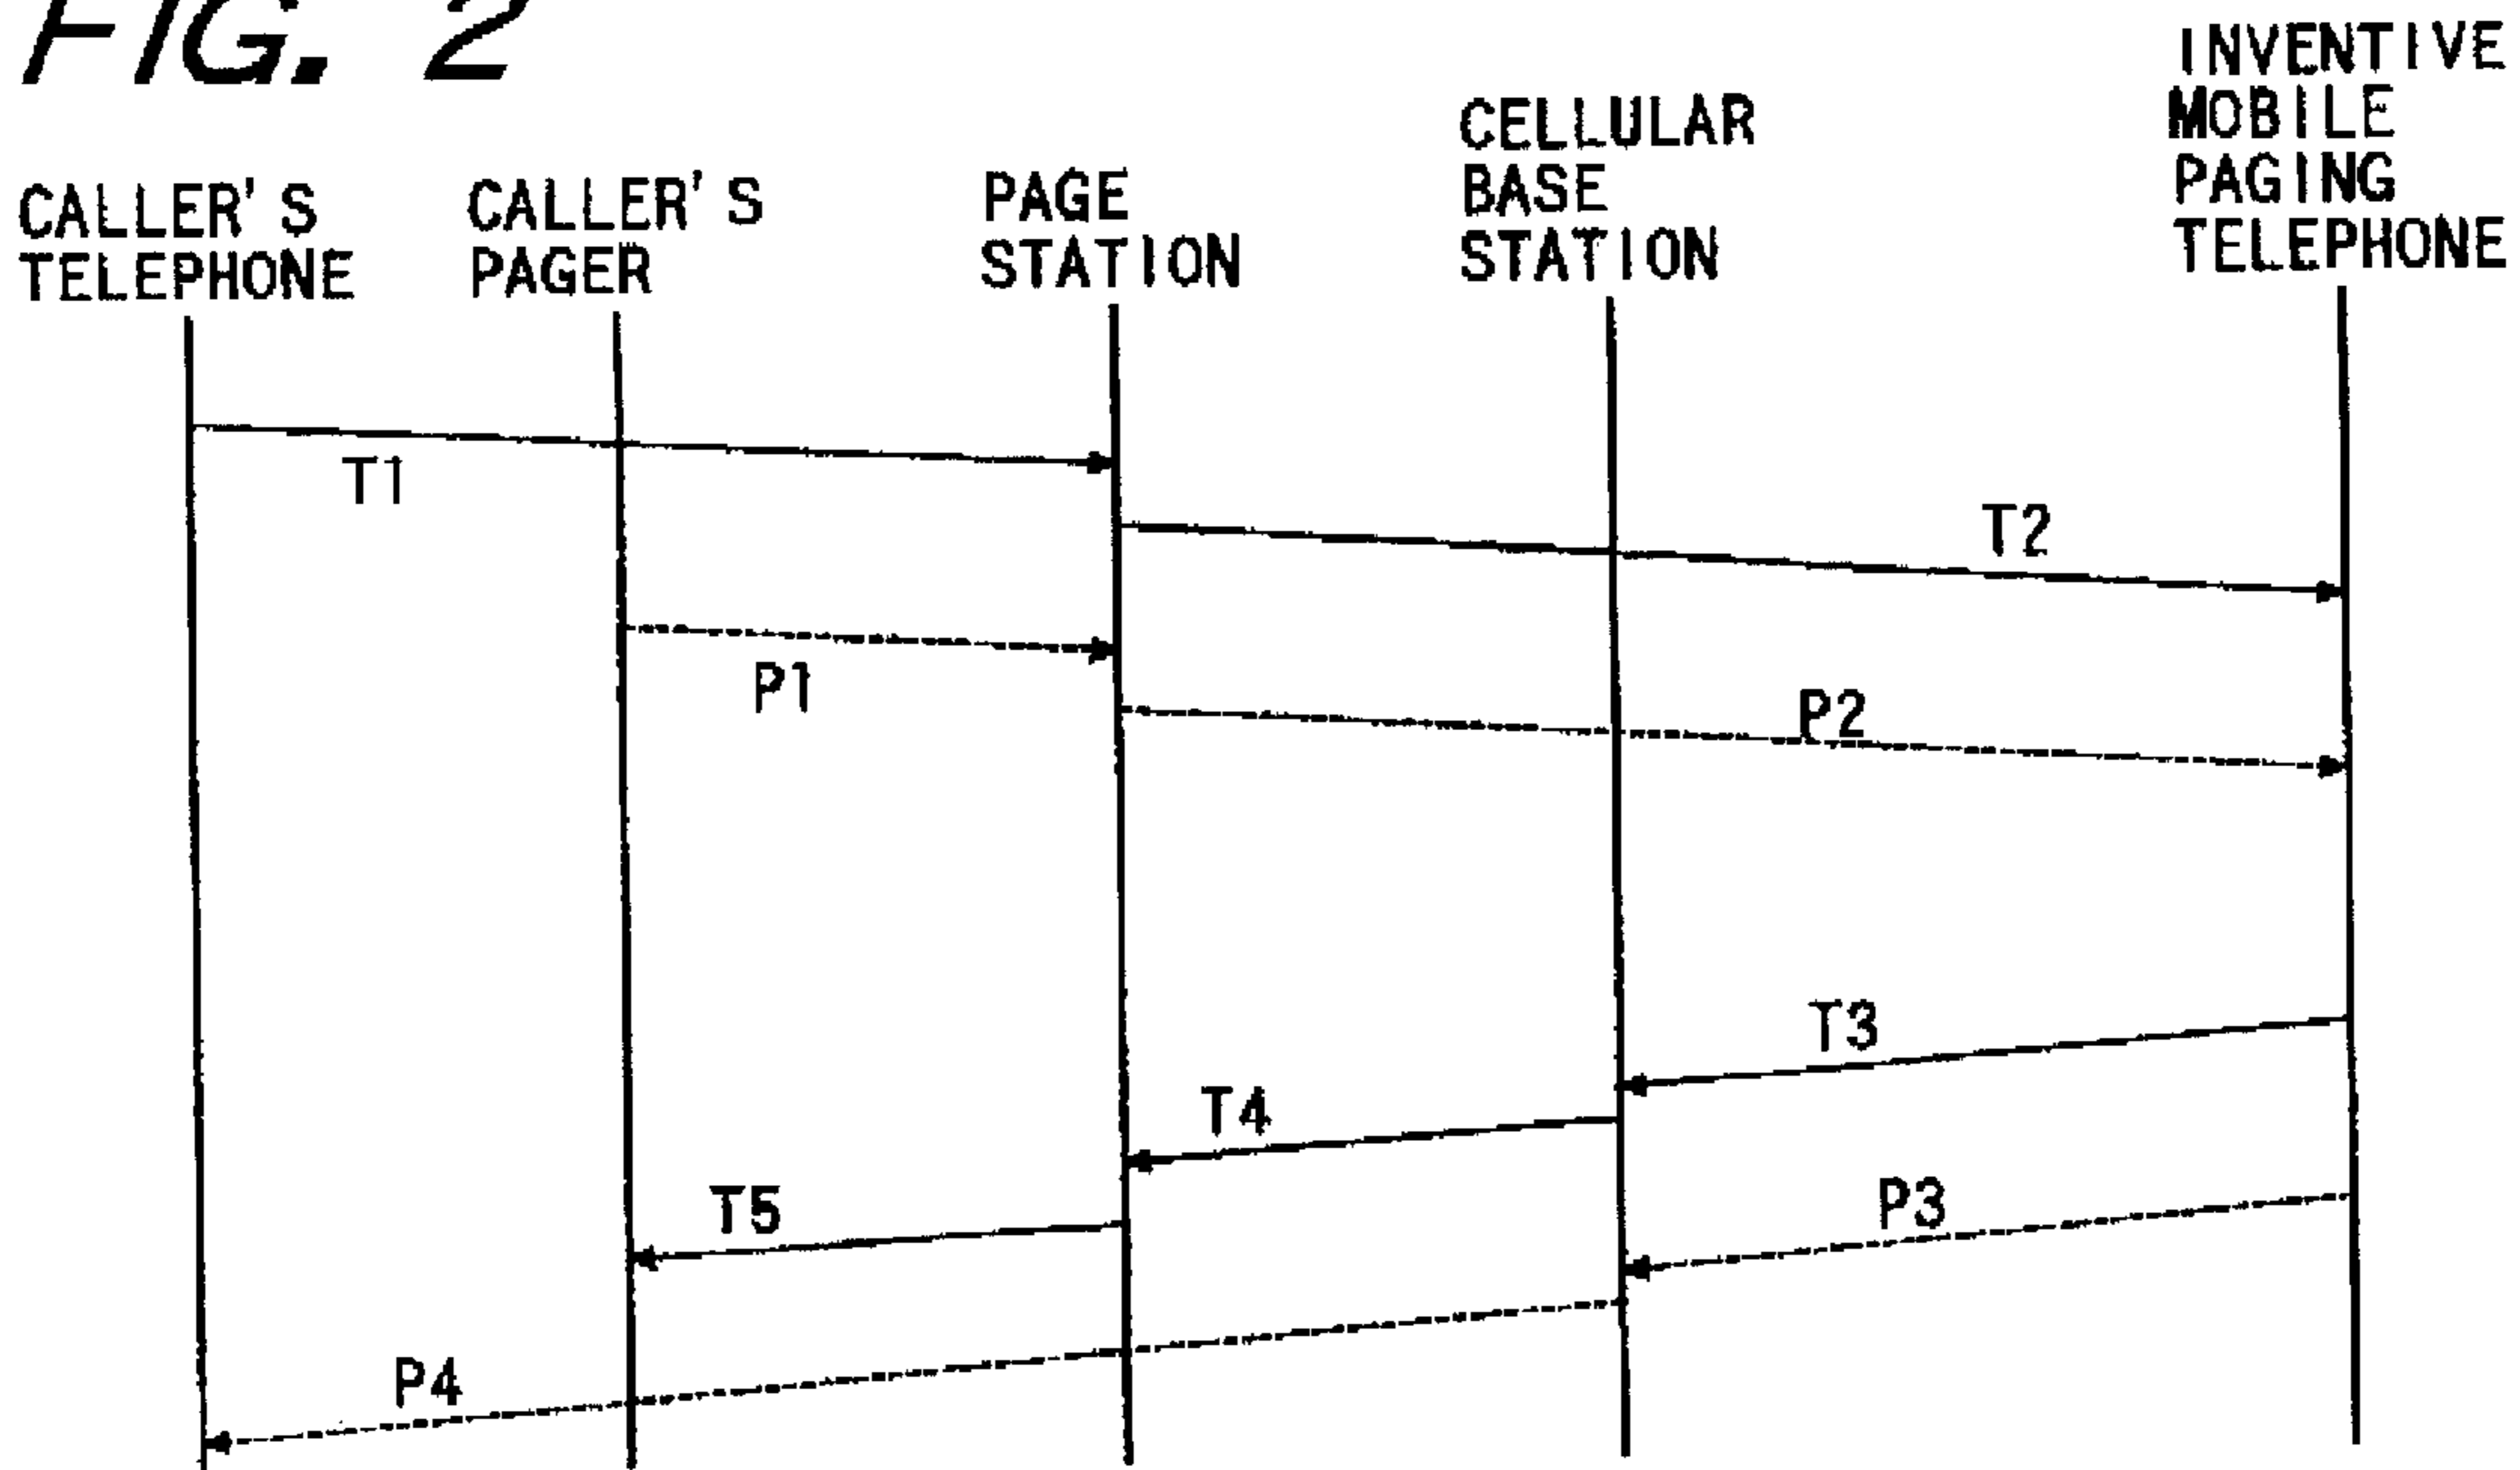 FIG. 2
CALLER'S
TELEPHONE
CALLER'S
PAGER
PAGE
STATION
CELLULAR
BASE
STATION
INVENTIVE
MOBILE
PAGING
TELEPHONE
T1
T2
P1
P2
T3
T4
T5
P3
P4